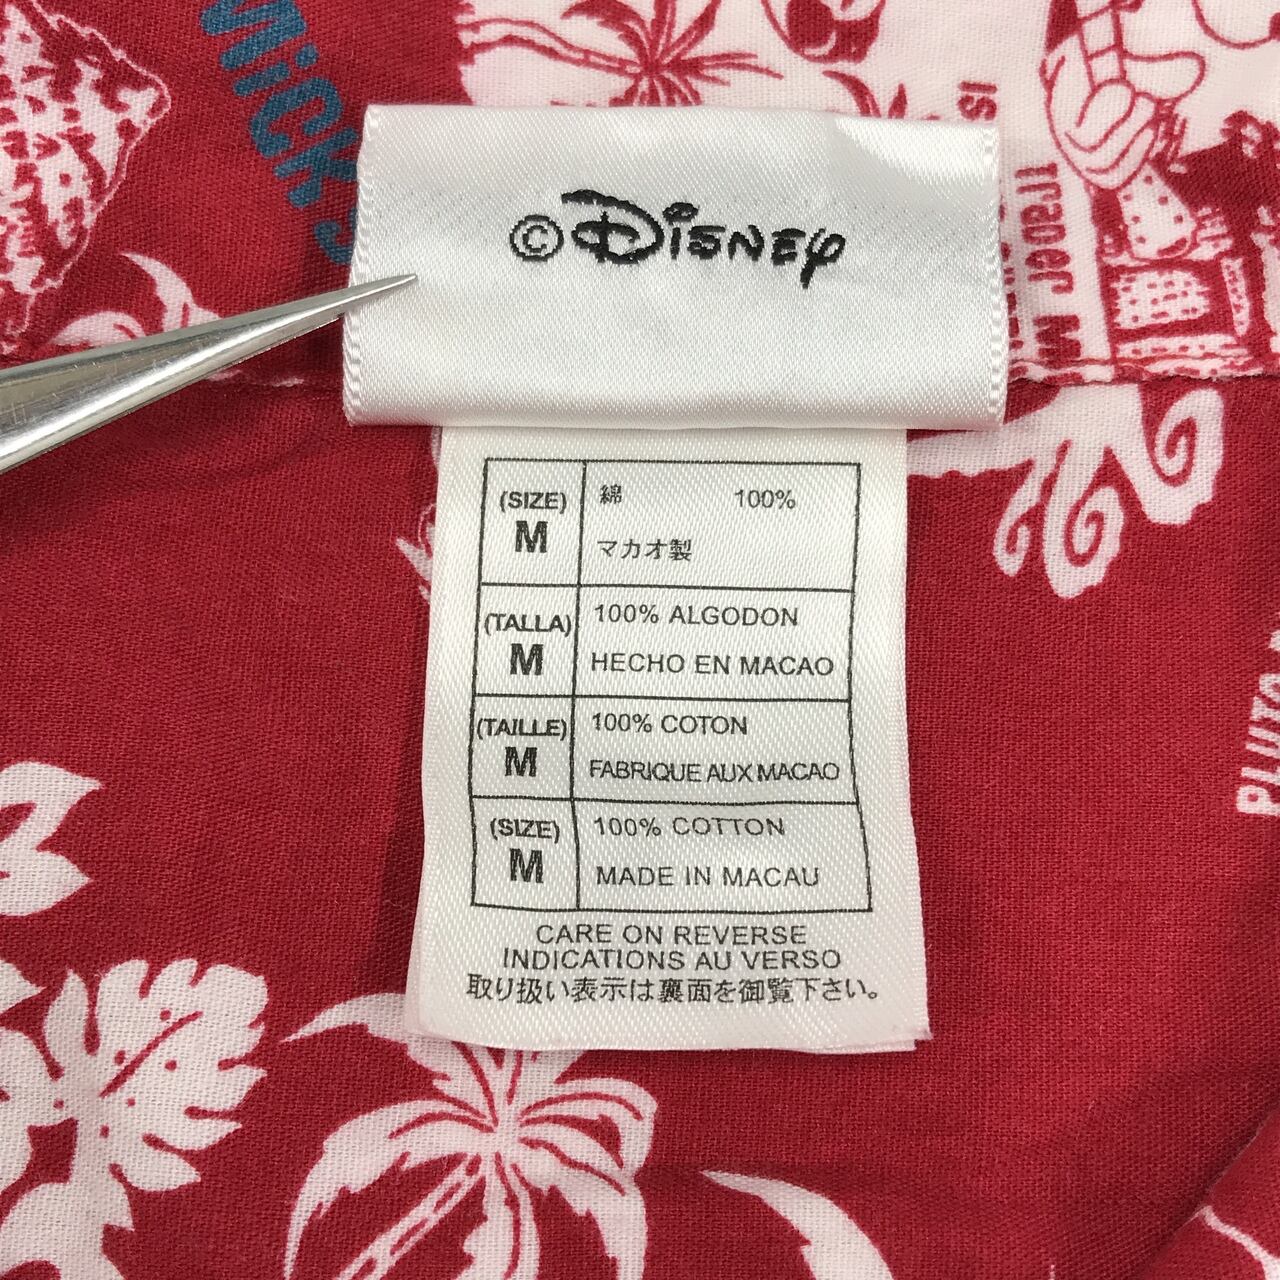 Mickey
IS
Trader M
©Disney
(SIZE)
M
綿 100%
マカオ製
(TALLA)
M
100% ALGODON
HECHO EN MACAO
(TAILLE)
M
100% COTON
FABRIQUE AUX MACAO
(SIZE)
M
100% COTTON
MADE IN MACAU
CARE ON REVERSE
INDICATIONS AU VERSO
取り扱い表示は裏面を御覧下さい。
PLUTO